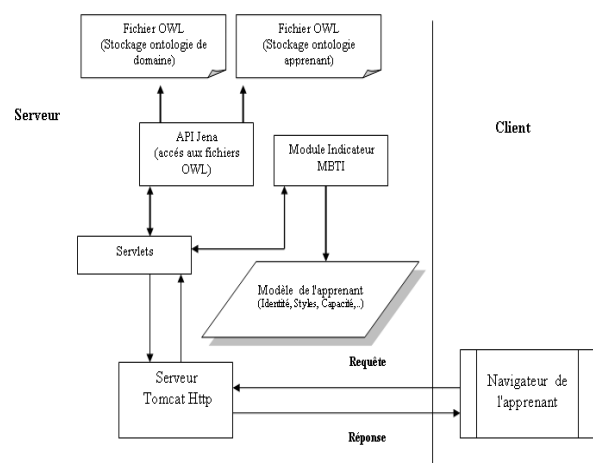 Fichier OWL
(Stockage ontologie de
domaine)
Fichier OWL
(Stockage ontologie
apprenant)
Serveur
Client
API Jena
(accés aux fichiers
OWL)
Module Indicateur
MBTI
Servlets
Modèle de l'apprenant
(Identité, Styles, Capacité,..)
Requête
Serveur
Tomcat Http
Navigateur de
l'apprenant
Réponse